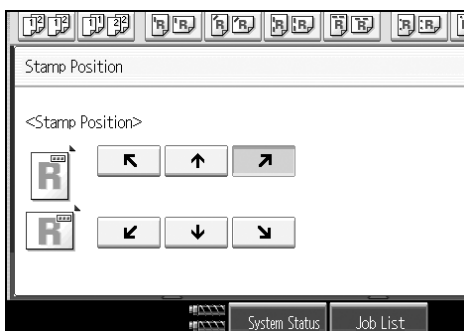 Stamp Position
<Stamp Position>
R
R
System Status
Job List